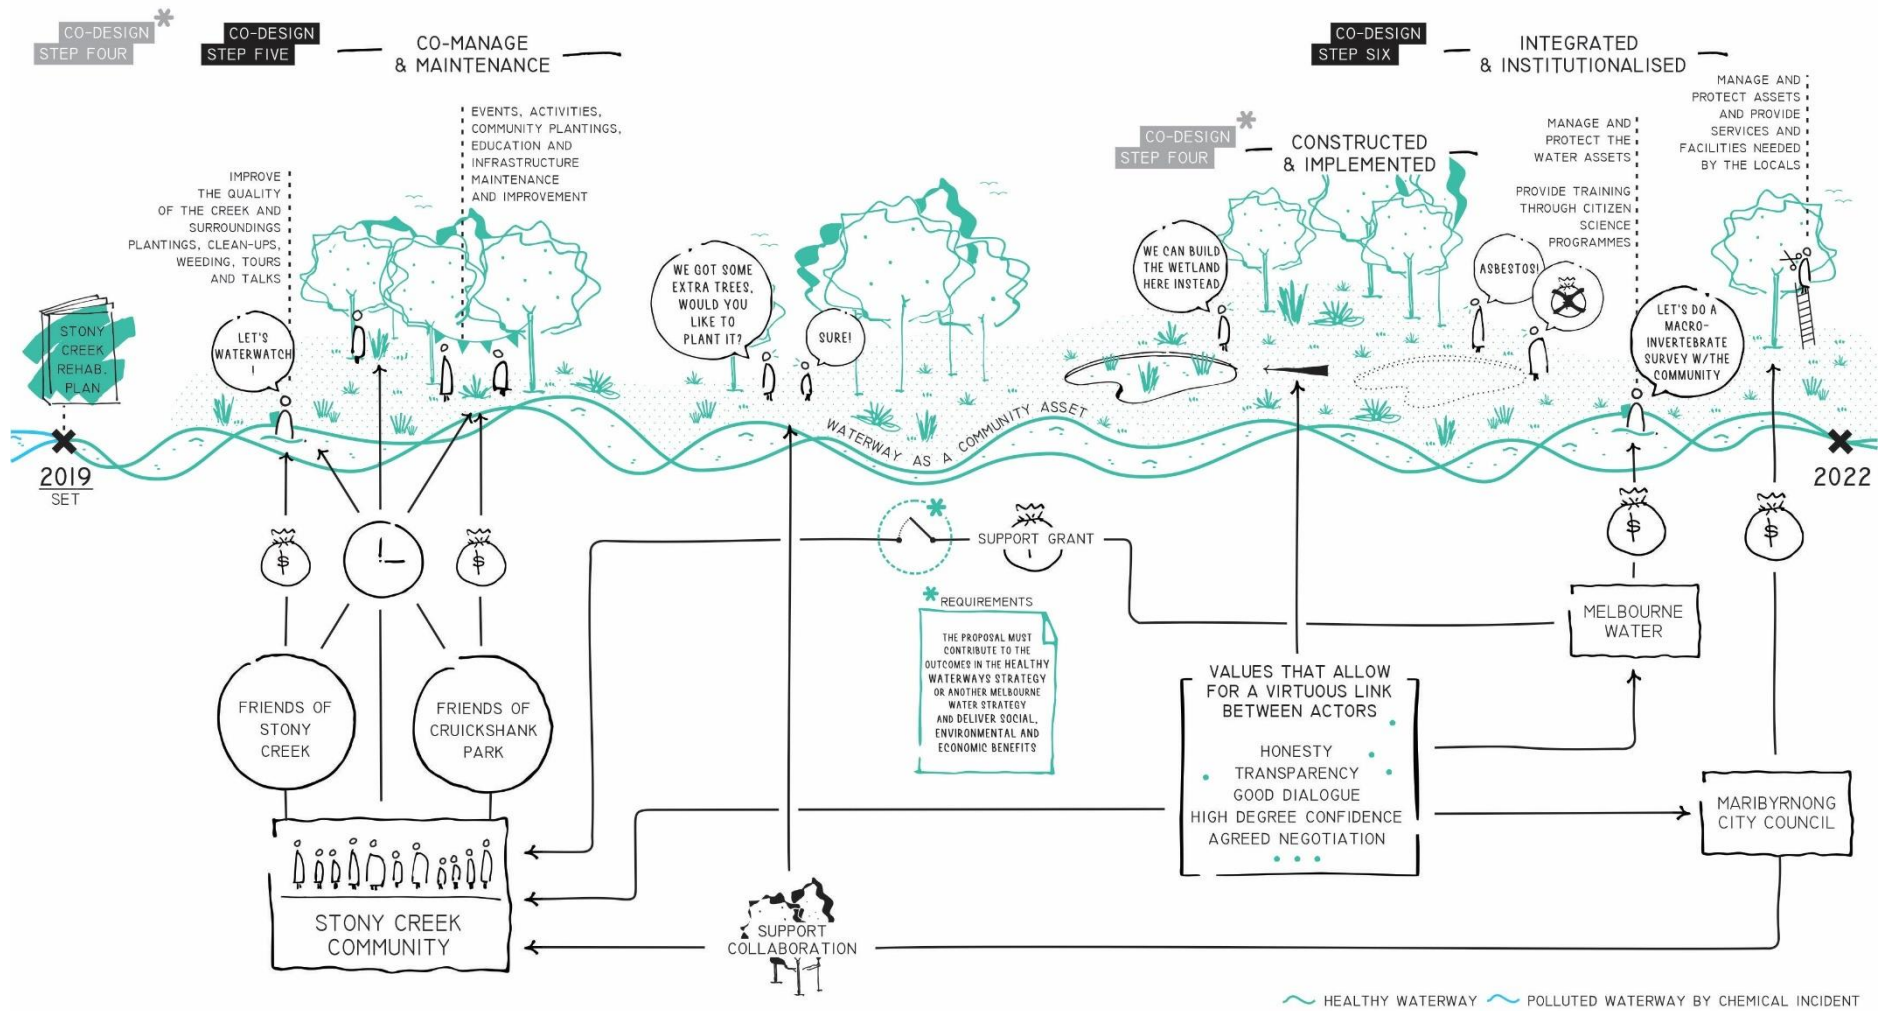 CO-DESIGN
STEP FOUR
CO-DESIGN
STEP FIVE
CO-MANAGE
& MAINTENANCE
CO-DESIGN
STEP SIX
INTEGRATED
& INSTITUTIONALISED
IMPROVE
THE QUALITY
OF THE CREEK AND
SURROUNDINGS
PLANTINGS, CLEAN-UPS,
WEEDING, TOURS
AND TALKS
EVENTS, ACTIVITIES,
COMMUNITY PLANTINGS,
EDUCATION AND
INFRASTRUCTURE
MAINTENANCE
AND IMPROVEMENT
CO-DESIGN
STEP FOUR
CONSTRUCTED
& IMPLEMENTED
MANAGE AND
PROTECT THE
WATER ASSETS
PROVIDE TRAINING
THROUGH CITIZEN
SCIENCE
PROGRAMMES
MANAGE AND
PROTECT ASSETS
AND PROVIDE
SERVICES AND
FACILITIES NEEDED
BY THE LOCALS
STONY
CREEK
REHAB.
PLAN
LET'S
WATERWATCH
!
WE GOT SOME
EXTRA TREES,
WOULD YOU
LIKE TO
PLANT IT?
SURE!
WE CAN BUILD
THE WETLAND
HERE INSTEAD
ASBESTOS!
LET'S DO A
MACRO-
INVERTEBRATE
SURVEY W/THE
COMMUNITY
WATERWAY AS A COMMUNITY ASSET
2019
SET
2022
$
$
$
$
SUPPORT GRANT
* REQUIREMENTS
THE PROPOSAL MUST
CONTRIBUTE TO THE
OUTCOMES IN THE HEALTHY
WATERWAYS STRATEGY
OR ANOTHER MELBOURNE
WATER STRATEGY
AND DELIVER SOCIAL,
ENVIRONMENTAL AND
ECONOMIC BENEFITS
MELBOURNE
WATER
FRIENDS OF
STONY
CREEK
FRIENDS OF
CRUICKSHANK
PARK
VALUES THAT ALLOW
FOR A VIRTUOUS LINK
BETWEEN ACTORS
HONESTY
TRANSPARENCY
GOOD DIALOGUE
HIGH DEGREE CONFIDENCE
AGREED NEGOTIATION
MARIBYRNONG
CITY COUNCIL
STONY CREEK
COMMUNITY
SUPPORT
COLLABORATION
HEALTHY WATERWAY
POLLUTED WATERWAY BY CHEMICAL INCIDENT